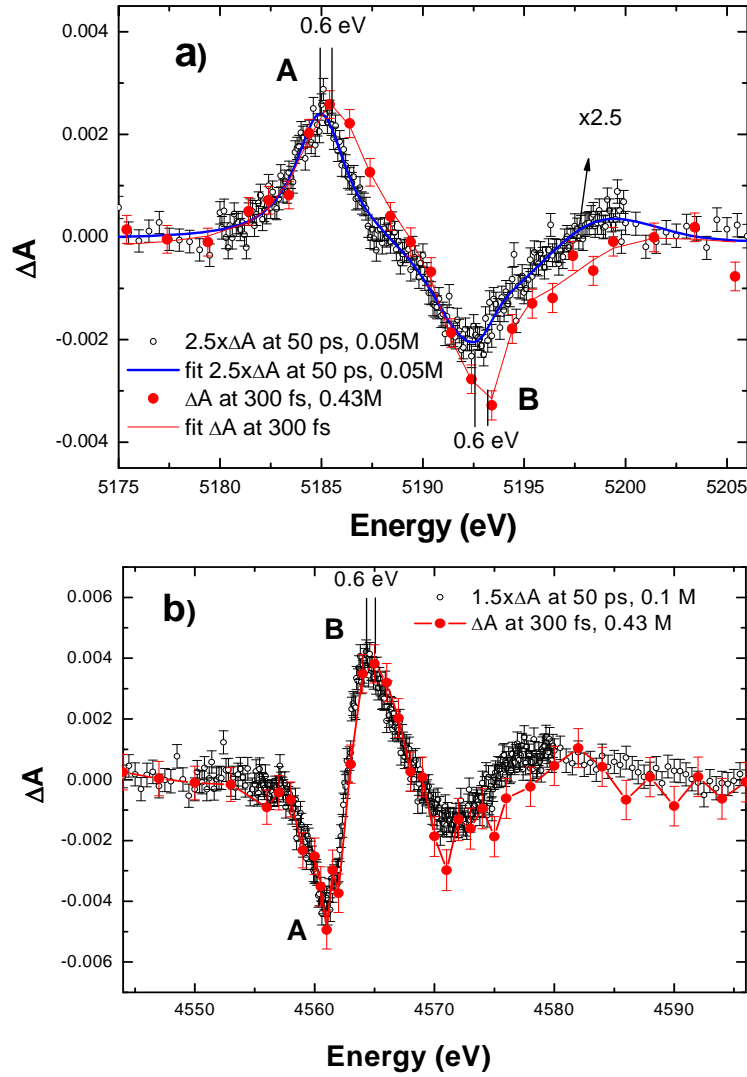 0.6 eV
a)
A
x2.5
0.004
0.002
0.000
-0.002
-0.004
ΔA
2.5xΔA at 50 ps, 0.05M
fit 2.5xΔA at 50 ps, 0.05M
ΔA at 300 fs, 0.43M
fit ΔA at 300 fs
B
0.6 eV
5175 5180 5185 5190 5195 5200 5205
Energy (eV)
0.6 eV
b)
B
1.5xΔA at 50 ps, 0.1 M
ΔA at 300 fs, 0.43 M
0.006
0.004
0.002
0.000
-0.002
-0.004
-0.006
ΔA
A
4550 4560 4570 4580 4590
Energy (eV)